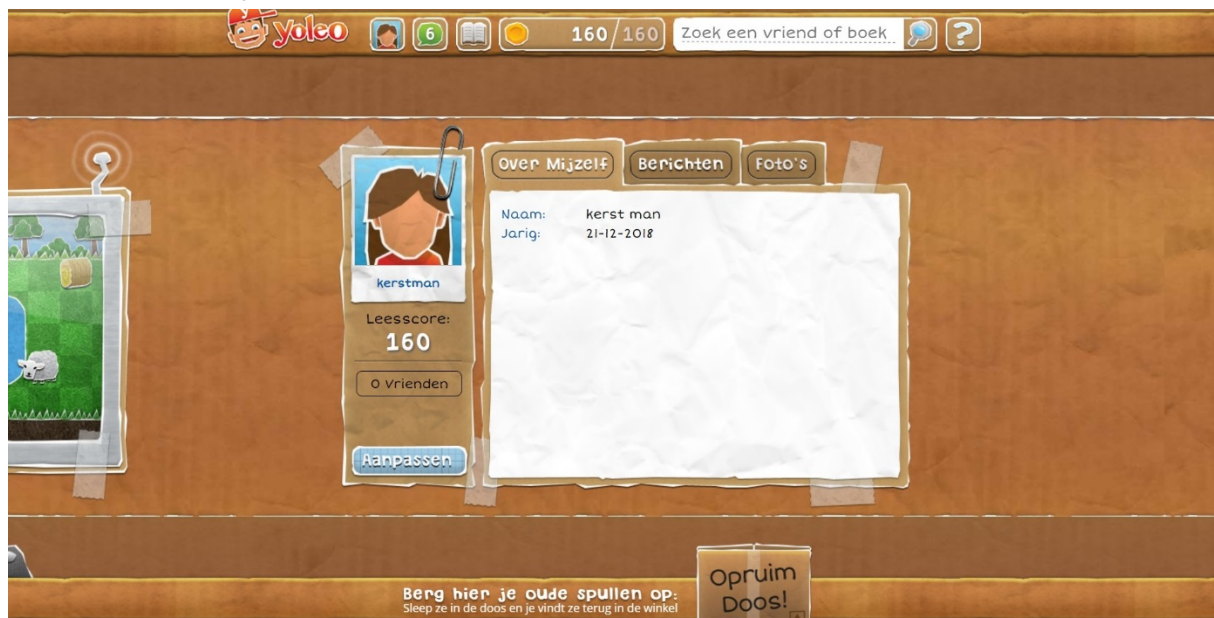 yoleo 6 160/160 Zoek een vriend of boek ?
Over Mijzelf Berichten Foto's
Naam: kerst man
Jarig: 21-12-2018
kerstman
Leesscore:
160
0 Vrienden
Aanpassen
Berg hier je oude spullen op:
Sleep ze in de doos en je vindt ze terug in de winkel
Opruim
Doos!